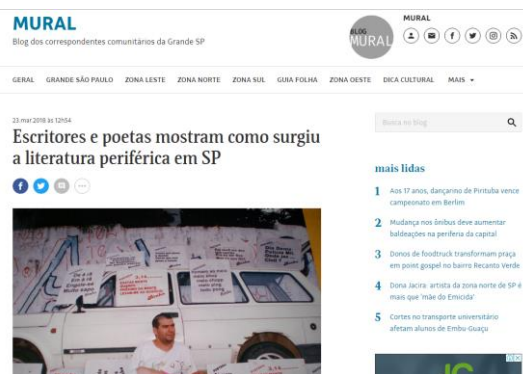 MURAL
Blog dos correspondentes comunitários da Grande SP
BLOG
MURAL
MURAL
GERAL GRANDE SÃO PAULO ZONA LESTE ZONA NORTE ZONA SUL GUIA FOLHA ZONA OESTE DICA CULTURAL MAIS
23.mar.2018 às 12h54
Escritores e poetas mostram como surgiu
a literatura periférica em SP
Busca no blog
mais lidas
1 Aos 17 anos, dançarino de Pirituba vence
campeonato em Berlim
2 Mudança nos ônibus deve aumentar
baldeações na periferia da capital
3 Donos de foodtruck transformam praça
em point gospel no bairro Recanto Verde
4 Dona Jacira: artista da zona norte de SP é
mais que 'mãe do Emicida'
5 Cortes no transporte universitário
afetam alunos de Embu-Guaçu